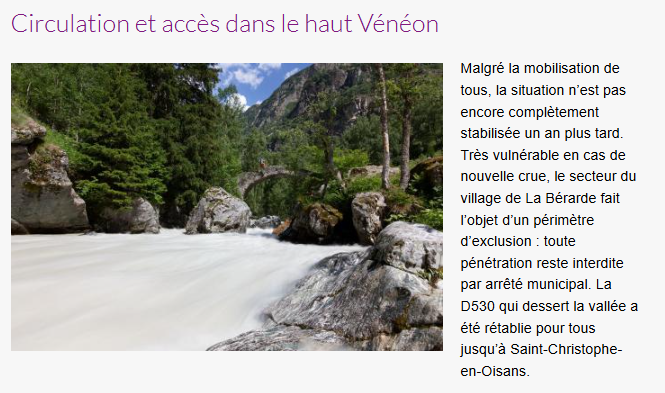 Circulation et accès dans le haut Vénéon
Malgré la mobilisation de
tous, la situation n’est pas
encore complètement
stabilisée un an plus tard.
Très vulnérable en cas de
nouvelle crue, le secteur du
village de La Bérarde fait
l’objet d’un périmètre
d’exclusion : toute
pénétration reste interdite
par arrêté municipal. La
D530 qui dessert la vallée a
été rétablie pour tous
jusqu’à Saint-Christophe-
en-Oisans.